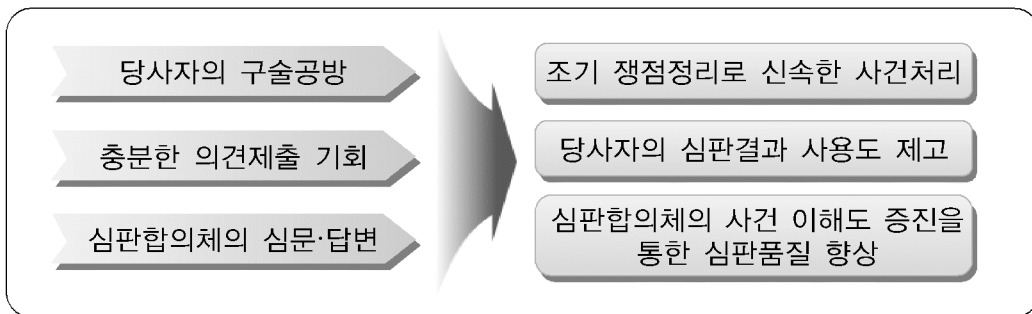 당사자의 구술공방
충분한 의견제출 기회
심판합의체의 심문·답변
조기 쟁점정리로 신속한 사건처리
당사자의 심판결과 사용도 제고
심판합의체의 사건 이해도 증진을
통한 심판품질 향상